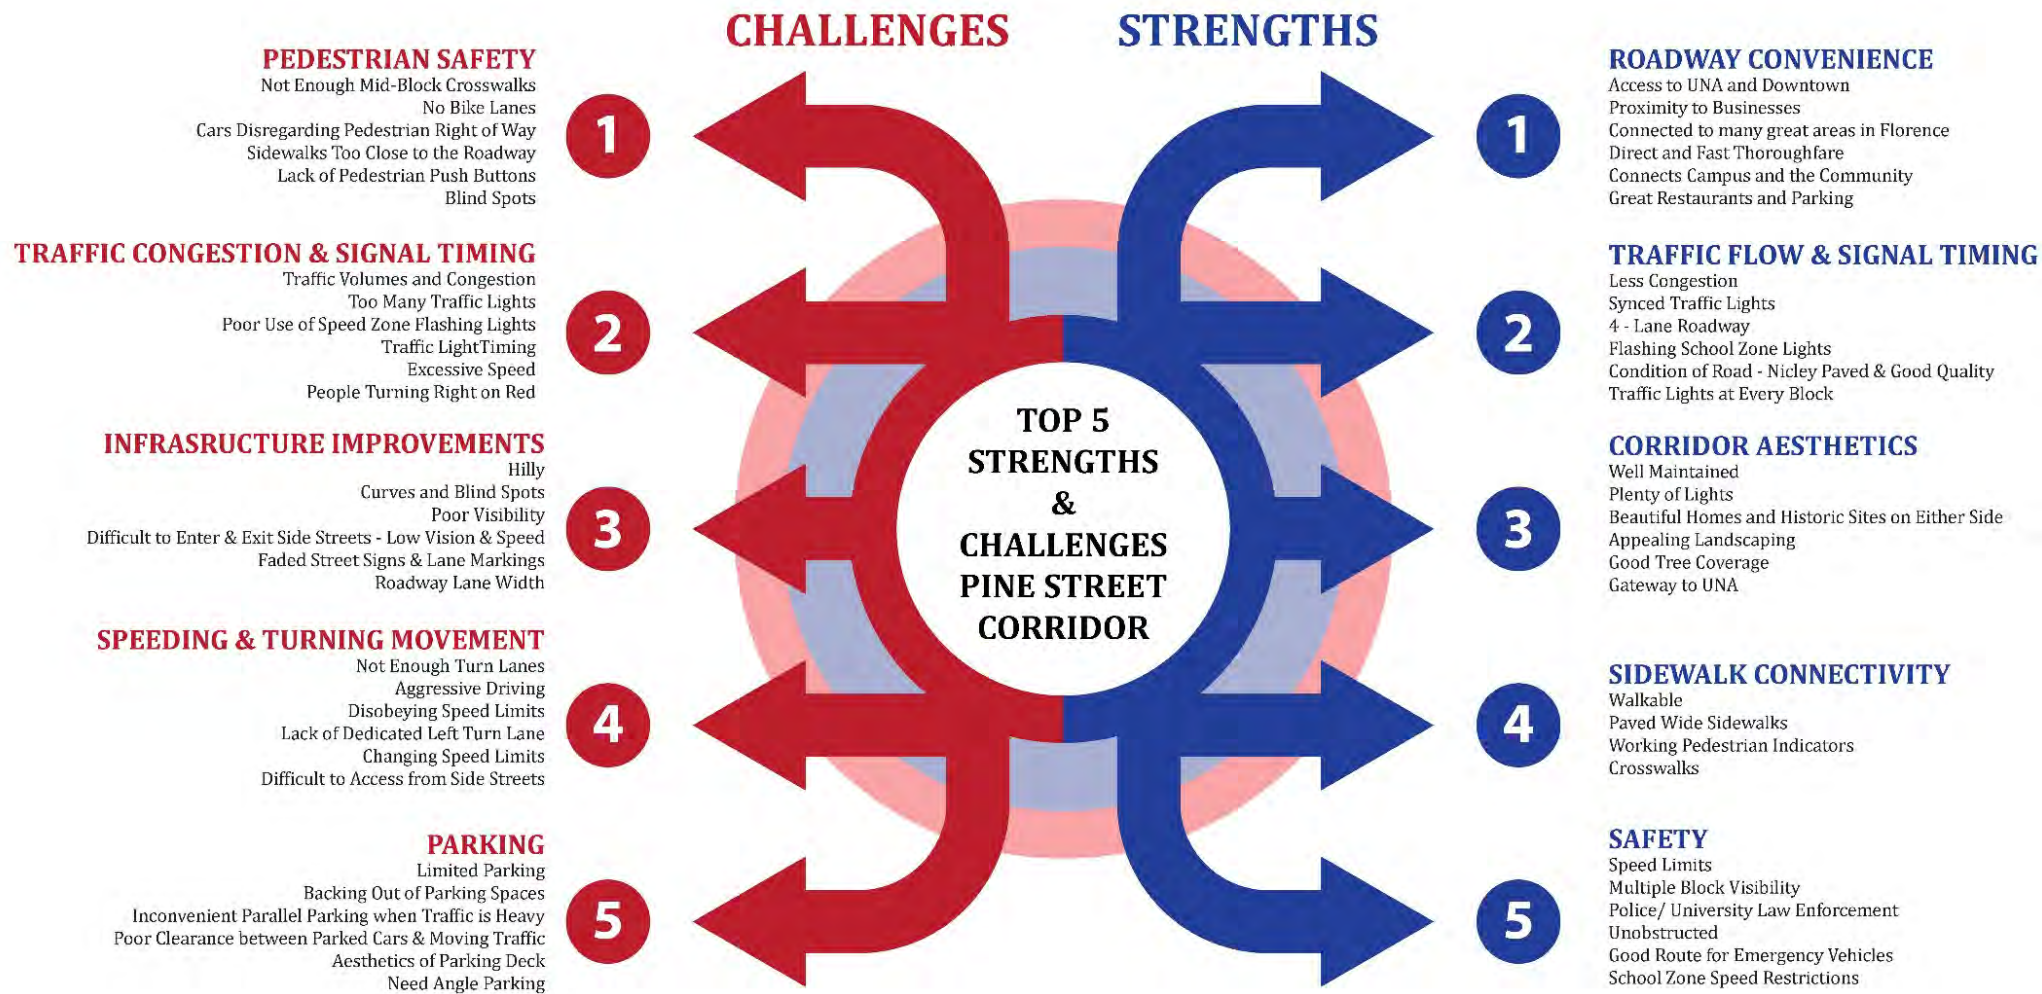 CHALLENGES
STRENGTHS
PEDESTRIAN SAFETY
Not Enough Mid-Block Crosswalks
No Bike Lanes
Cars Disregarding Pedestrian Right of Way
Sidewalks Too Close to the Roadway
Lack of Pedestrian Push Buttons
Blind Spots
1
TRAFFIC CONGESTION & SIGNAL TIMING
Traffic Volumes and Congestion
Too Many Traffic Lights
Poor Use of Speed Zone Flashing Lights
Traffic LightTiming
Excessive Speed
People Turning Right on Red
2
INFRASRUCTURE IMPROVEMENTS
Hilly
Curves and Blind Spots
Poor Visibility
Difficult to Enter & Exit Side Streets - Low Vision & Speed
Faded Street Signs & Lane Markings
Roadway Lane Width
3
SPEEDING & TURNING MOVEMENT
Not Enough Turn Lanes
Aggressive Driving
Disobeying Speed Limits
Lack of Dedicated Left Turn Lane
Changing Speed Limits
Difficult to Access from Side Streets
4
PARKING
Limited Parking
Backing Out of Parking Spaces
Inconvenient Parallel Parking when Traffic is Heavy
Poor Clearance between Parked Cars & Moving Traffic
Aesthetics of Parking Deck
Need Angle Parking
5
TOP 5
STRENGTHS
&
CHALLENGES
PINE STREET
CORRIDOR
1
ROADWAY CONVENIENCE
Access to UNA and Downtown
Proximity to Businesses
Connected to many great areas in Florence
Direct and Fast Thoroughfare
Connects Campus and the Community
Great Restaurants and Parking
2
TRAFFIC FLOW & SIGNAL TIMING
Less Congestion
Synced Traffic Lights
4 - Lane Roadway
Flashing School Zone Lights
Condition of Road - Nicley Paved & Good Quality
Traffic Lights at Every Block
3
CORRIDOR AESTHETICS
Well Maintained
Plenty of Lights
Beautiful Homes and Historic Sites on Either Side
Appealing Landscaping
Good Tree Coverage
Gateway to UNA
4
SIDEWALK CONNECTIVITY
Walkable
Paved Wide Sidewalks
Working Pedestrian Indicators
Crosswalks
5
SAFETY
Speed Limits
Multiple Block Visibility
Police/ University Law Enforcement
Unobstructed
Good Route for Emergency Vehicles
School Zone Speed Restrictions